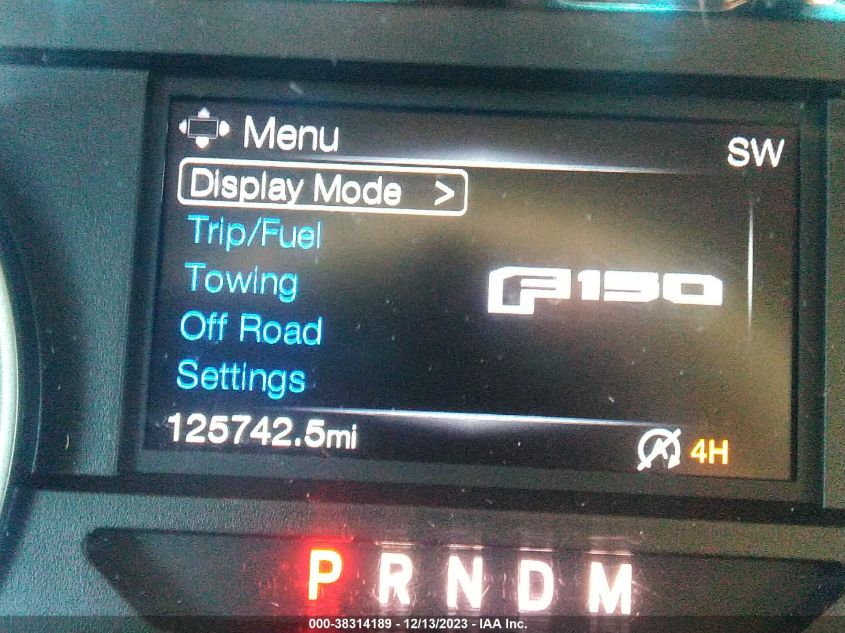 Menu
SW
Display Mode >
Trip/Fuel
Towing
F150
Off Road
Settings
125742.5mi
A 4H
P R N D M
000-38314189 - 12/13/2023 - IAA Inc.